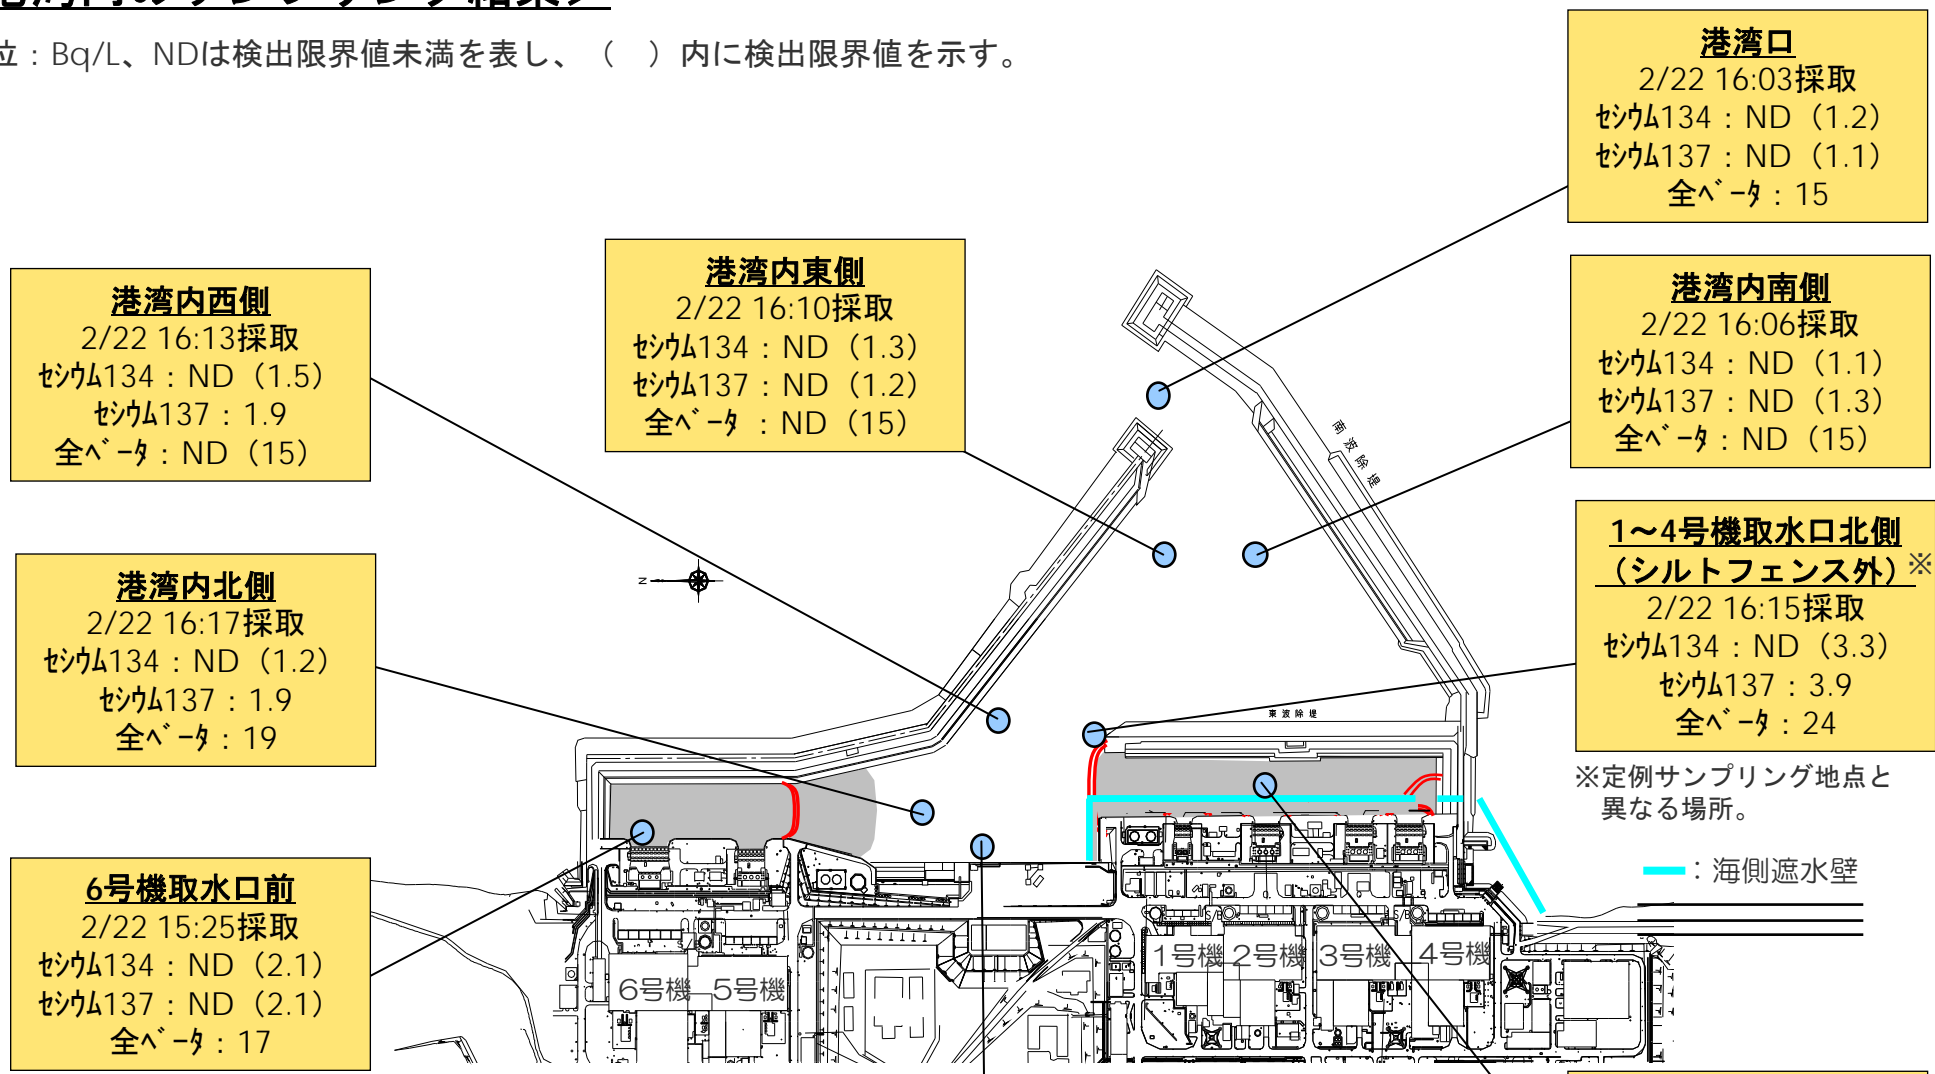 位：Bq/L、NDは検出限界値未満を表し、（　）内に検出限界値を示す。
港湾口
2/22 16:03採取
ｾｼｳﾑ134：ND（1.2）
ｾｼｳﾑ137：ND（1.1）
全ﾍﾞｰﾀ：15
港湾内東側
2/22 16:10採取
ｾｼｳﾑ134：ND（1.3）
ｾｼｳﾑ137：ND（1.2）
全ﾍﾞｰﾀ：ND（15）
港湾内南側
2/22 16:06採取
ｾｼｳﾑ134：ND（1.1）
ｾｼｳﾑ137：ND（1.3）
全ﾍﾞｰﾀ：ND（15）
港湾内西側
2/22 16:13採取
ｾｼｳﾑ134：ND（1.5）
ｾｼｳﾑ137：1.9
全ﾍﾞｰﾀ：ND（15）
南波除堤
1～4号機取水口北側
（シルトフェンス外）※
2/22 16:15採取
ｾｼｳﾑ134：ND（3.3）
ｾｼｳﾑ137：3.9
全ﾍﾞｰﾀ：24
港湾内北側
2/22 16:17採取
ｾｼｳﾑ134：ND（1.2）
ｾｼｳﾑ137：1.9
全ﾍﾞｰﾀ：19
N
東波除堤
※定例サンプリング地点と
異なる場所。
：海側遮水壁
6号機取水口前
2/22 15:25採取
ｾｼｳﾑ134：ND（2.1）
ｾｼｳﾑ137：ND（2.1）
全ﾍﾞｰﾀ：17
S/B
S/B
1号機
2号機
3号機
4号機
6号機
5号機